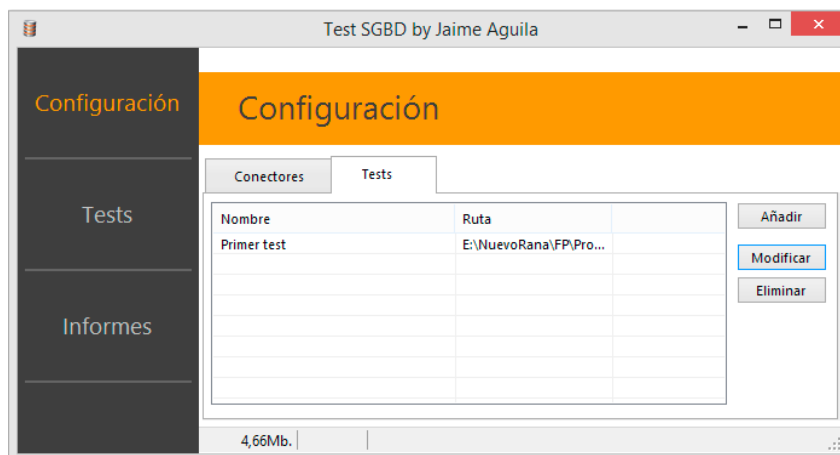 Test SGBD by Jaime Aguila
Configuración
Tests
Informes
Configuración
Conectores
Tests
Nombre
Ruta
Primer test
E:\NuevoRana\FP\Pro...
Añadir
Modificar
Eliminar
4,66Mb.